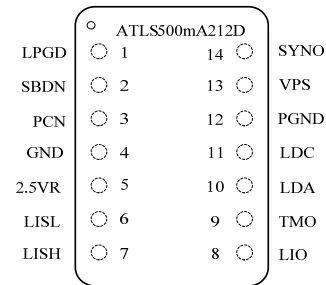 ATLS500mA212D
LPGD 1 14 SYNO
SBDN 2 13 VPS
PCN 3 12 PGND
GND 4 11 LDC
2.5VR 5 10 LDA
LISL 6 9 TMO
LISH 7 8 LIO